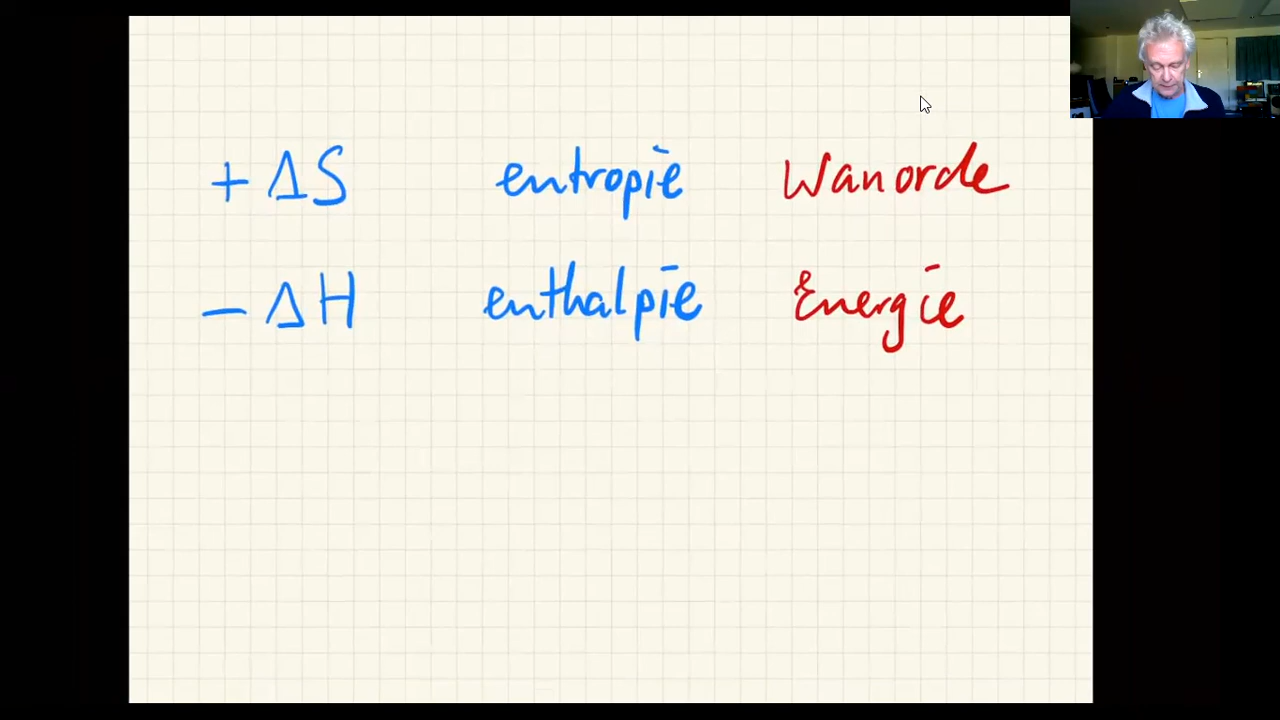 + ΔS entropie Wanorde
– ΔH enthalpie Energie